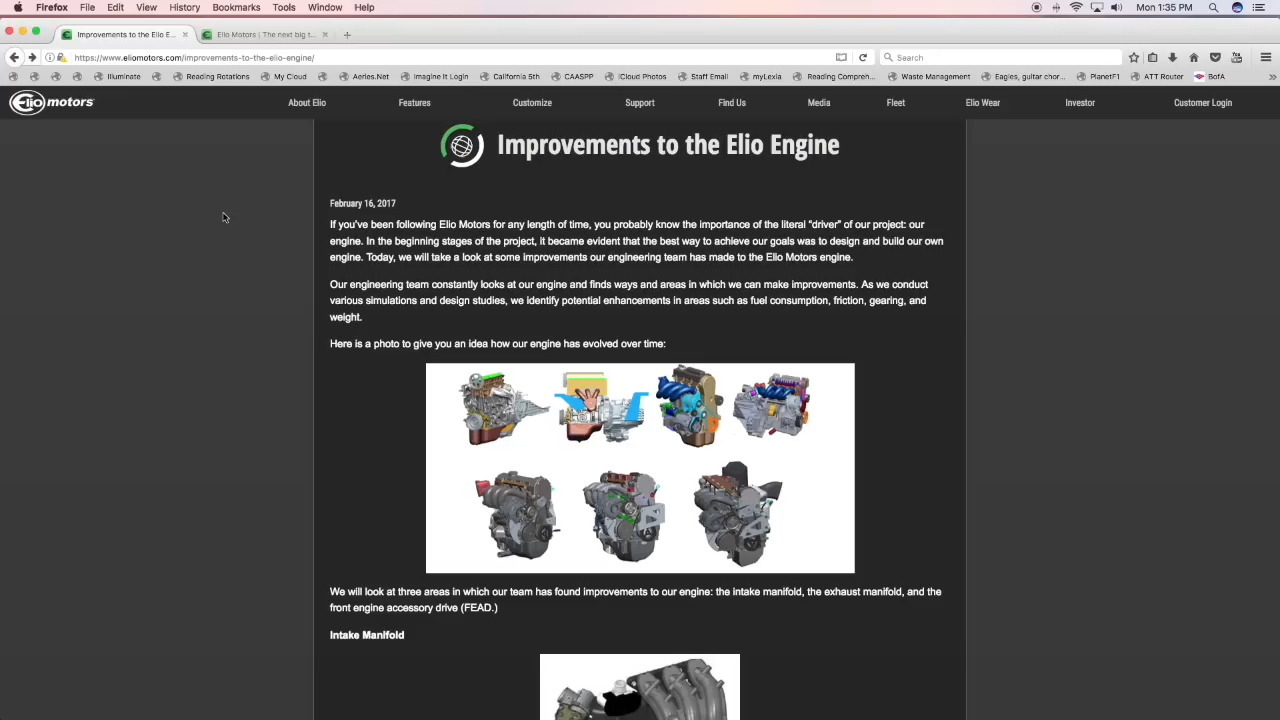 Firefox File Edit View History Bookmarks Tools Window Help Mon 1:35 PM
Improvements to the Elio E... Elio Motors | The next big t...
https://www.eliomotors.com/improvements-to-the-elio-engine/ Search
Illuminate Reading Rotations My Cloud Aeries.Net Imagine It Login California 5th CAASPP iCloud Photos Staff Email myLexia Reading Compreh... Waste Management Eagles, guitar chor... PlanetF1 ATT Router BofA
Elio motors About Elio Features Customize Support Find Us Media Fleet Elio Wear Investor Customer Login
Improvements to the Elio Engine
February 16, 2017
If you've been following Elio Motors for any length of time, you probably know the importance of the literal “driver” of our project: our
engine. In the beginning stages of the project, it became evident that the best way to achieve our goals was to design and build our own
engine. Today, we will take a look at some improvements our engineering team has made to the Elio Motors engine.
Our engineering team constantly looks at our engine and finds ways and areas in which we can make improvements. As we conduct
various simulations and design studies, we identify potential enhancements in areas such as fuel consumption, friction, gearing, and
weight.
Here is a photo to give you an idea how our engine has evolved over time:
We will look at three areas in which our team has found improvements to our engine: the intake manifold, the exhaust manifold, and the
front engine accessory drive (FEAD.)
Intake Manifold